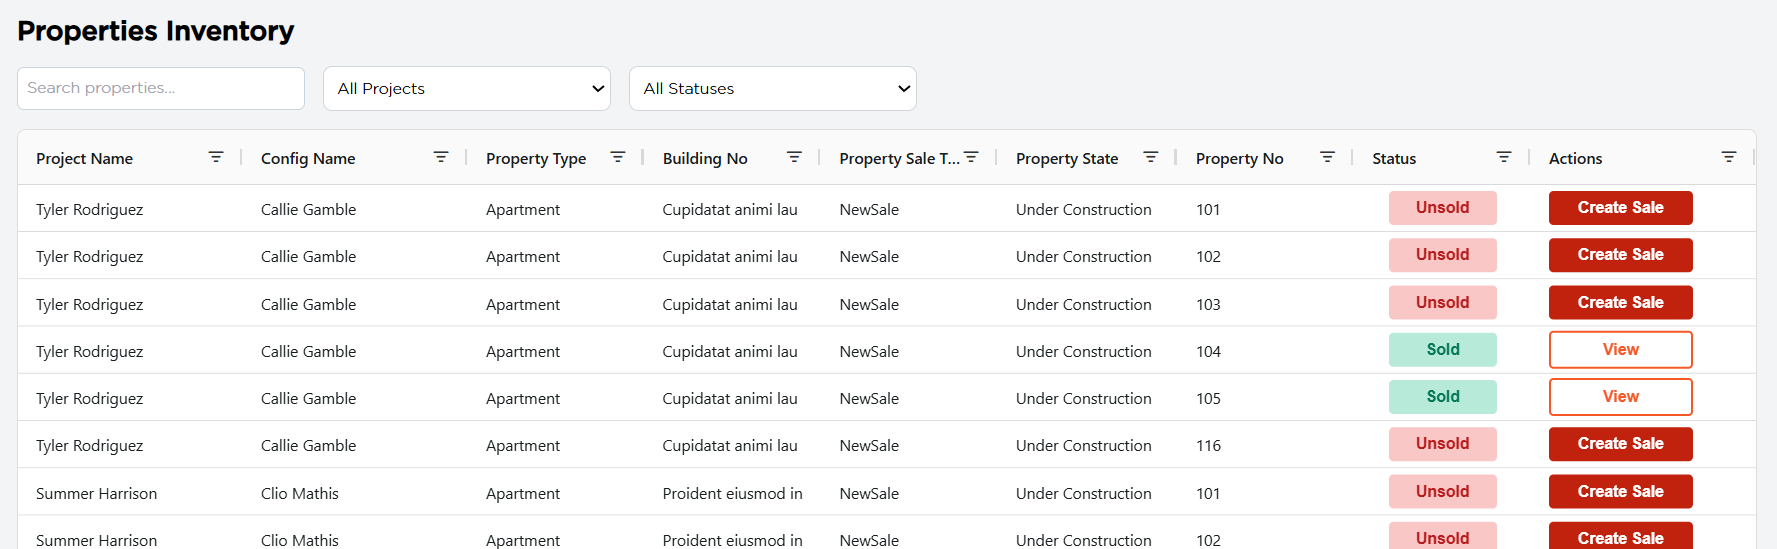 Properties Inventory
Search properties...
All Projects
All Statuses
Project Name Config Name Property Type Building No Property Sale T... Property State Property No Status Actions
Tyler Rodriguez Callie Gamble Apartment Cupidatat animi lau NewSale Under Construction 101 Unsold Create Sale
Tyler Rodriguez Callie Gamble Apartment Cupidatat animi lau NewSale Under Construction 102 Unsold Create Sale
Tyler Rodriguez Callie Gamble Apartment Cupidatat animi lau NewSale Under Construction 103 Unsold Create Sale
Tyler Rodriguez Callie Gamble Apartment Cupidatat animi lau NewSale Under Construction 104 Sold View
Tyler Rodriguez Callie Gamble Apartment Cupidatat animi lau NewSale Under Construction 105 Sold View
Tyler Rodriguez Callie Gamble Apartment Cupidatat animi lau NewSale Under Construction 116 Unsold Create Sale
Summer Harrison Clio Mathis Apartment Proident eiusmod in NewSale Under Construction 101 Unsold Create Sale
Summer Harrison Clio Mathis Apartment Proident eiusmod in NewSale Under Construction 102 Unsold Create Sale